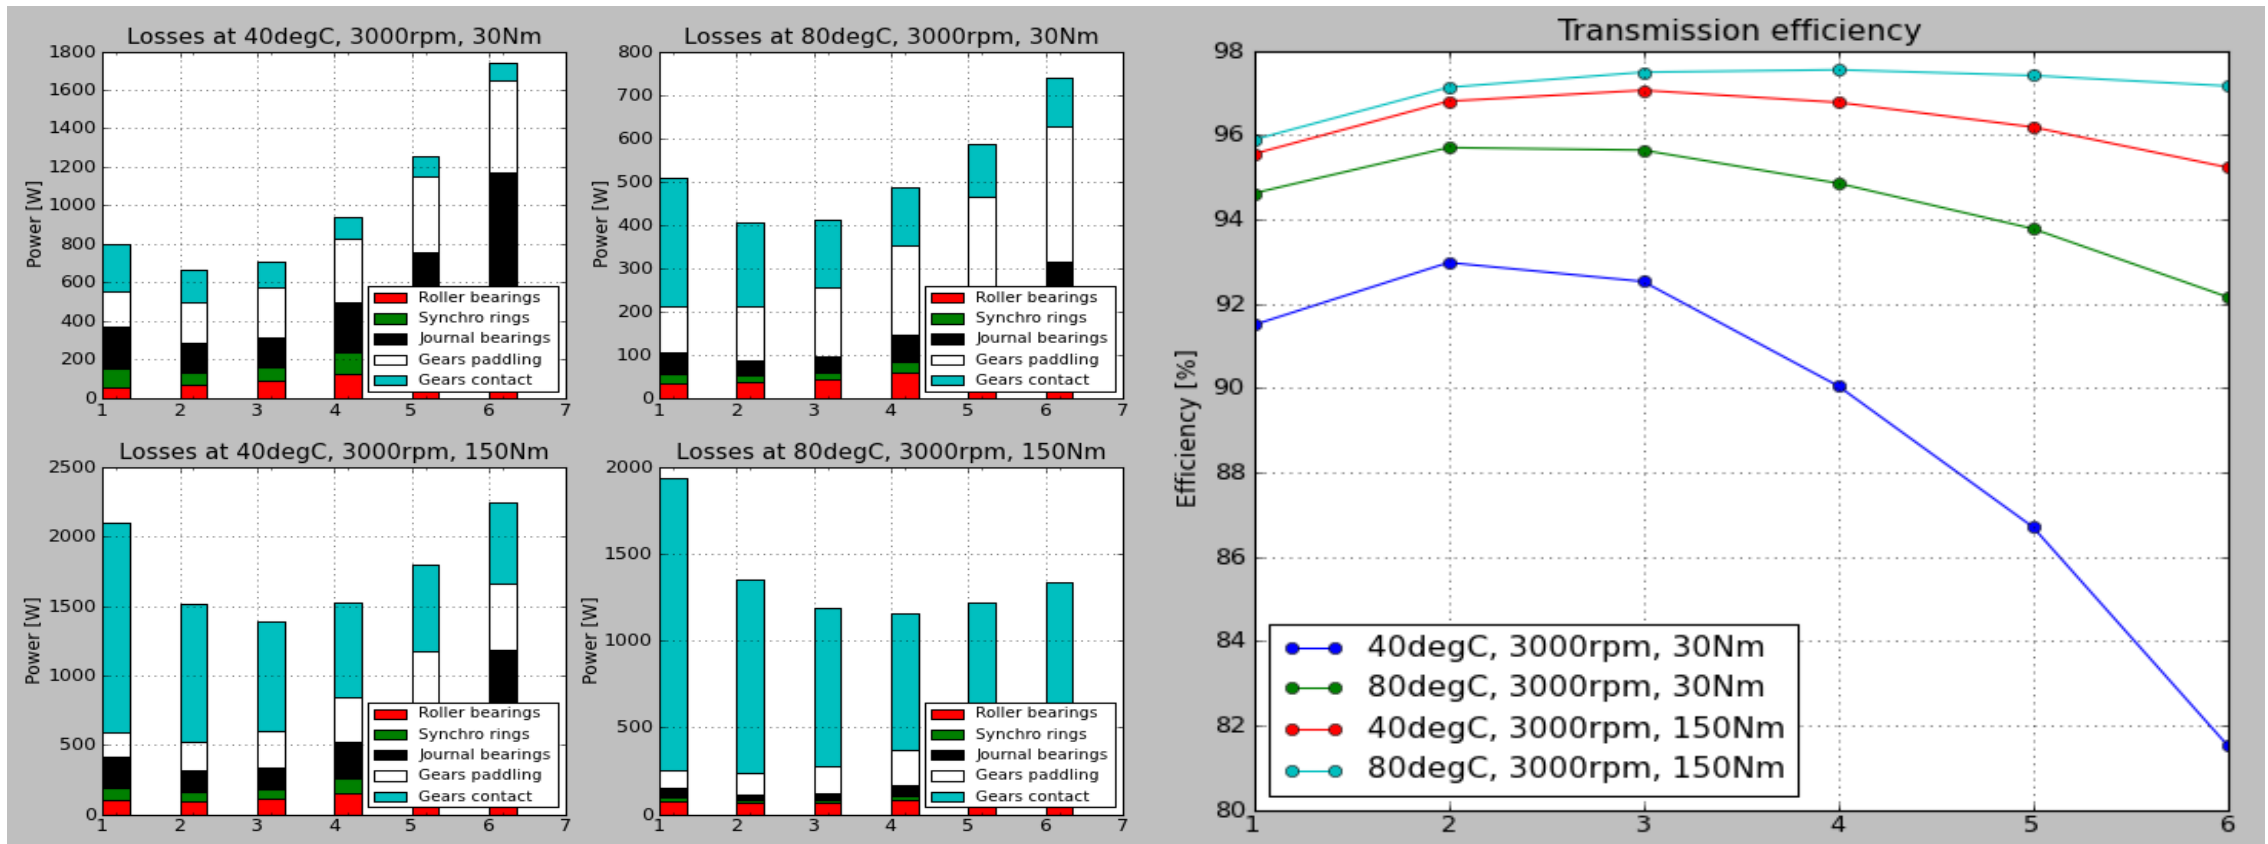 Losses at 40degC, 3000rpm, 30Nm
Power [W]
1800
1600
1400
1200
1000
800
600
400
200
0
1 2 3 4 5 6 7
Roller bearings
Synchro rings
Journal bearings
Gears paddling
Gears contact
Losses at 80degC, 3000rpm, 30Nm
Power [W]
800
700
600
500
400
300
200
100
0
1 2 3 4 5 6 7
Roller bearings
Synchro rings
Journal bearings
Gears paddling
Gears contact
Losses at 40degC, 3000rpm, 150Nm
Power [W]
2500
2000
1500
1000
500
0
1 2 3 4 5 6 7
Roller bearings
Synchro rings
Journal bearings
Gears paddling
Gears contact
Losses at 80degC, 3000rpm, 150Nm
Power [W]
2000
1500
1000
500
0
1 2 3 4 5 6 7
Roller bearings
Synchro rings
Journal bearings
Gears paddling
Gears contact
Transmission efficiency
Efficiency [%]
98
96
94
92
90
88
86
84
82
80
1 2 3 4 5 6
40degC, 3000rpm, 30Nm
80degC, 3000rpm, 30Nm
40degC, 3000rpm, 150Nm
80degC, 3000rpm, 150Nm